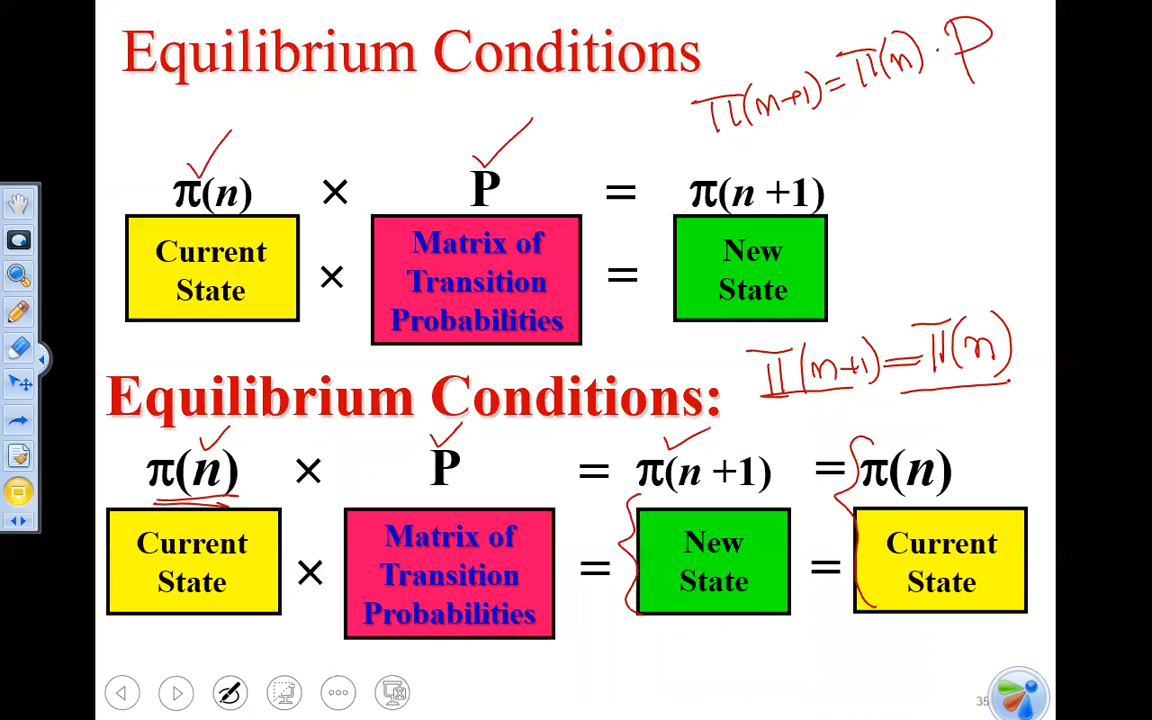 Equilibrium Conditions
π(n+1) = π(n) · P
π(n) × P = π(n +1)
Current State × Matrix of Transition Probabilities = New State
π(n+1) = π(n)
Equilibrium Conditions:
π(n) × P = π(n +1) = π(n)
Current State × Matrix of Transition Probabilities = New State = Current State
35